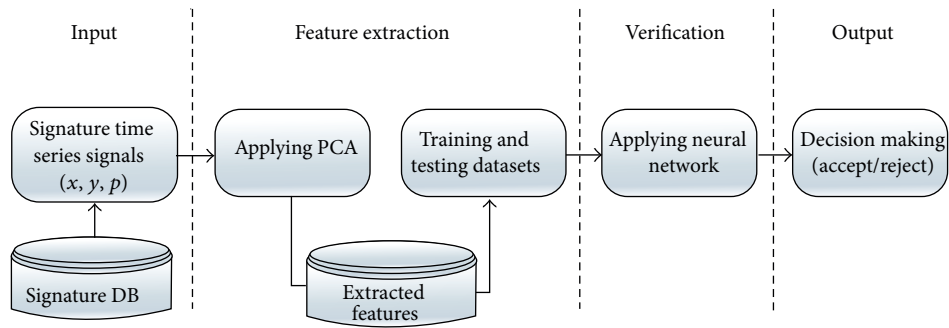 Input
Feature extraction
Verification
Output
Signature time
series signals
(x, y, p)
Applying PCA
Training and
testing datasets
Applying neural
network
Decision making
(accept/reject)
Signature DB
Extracted
features